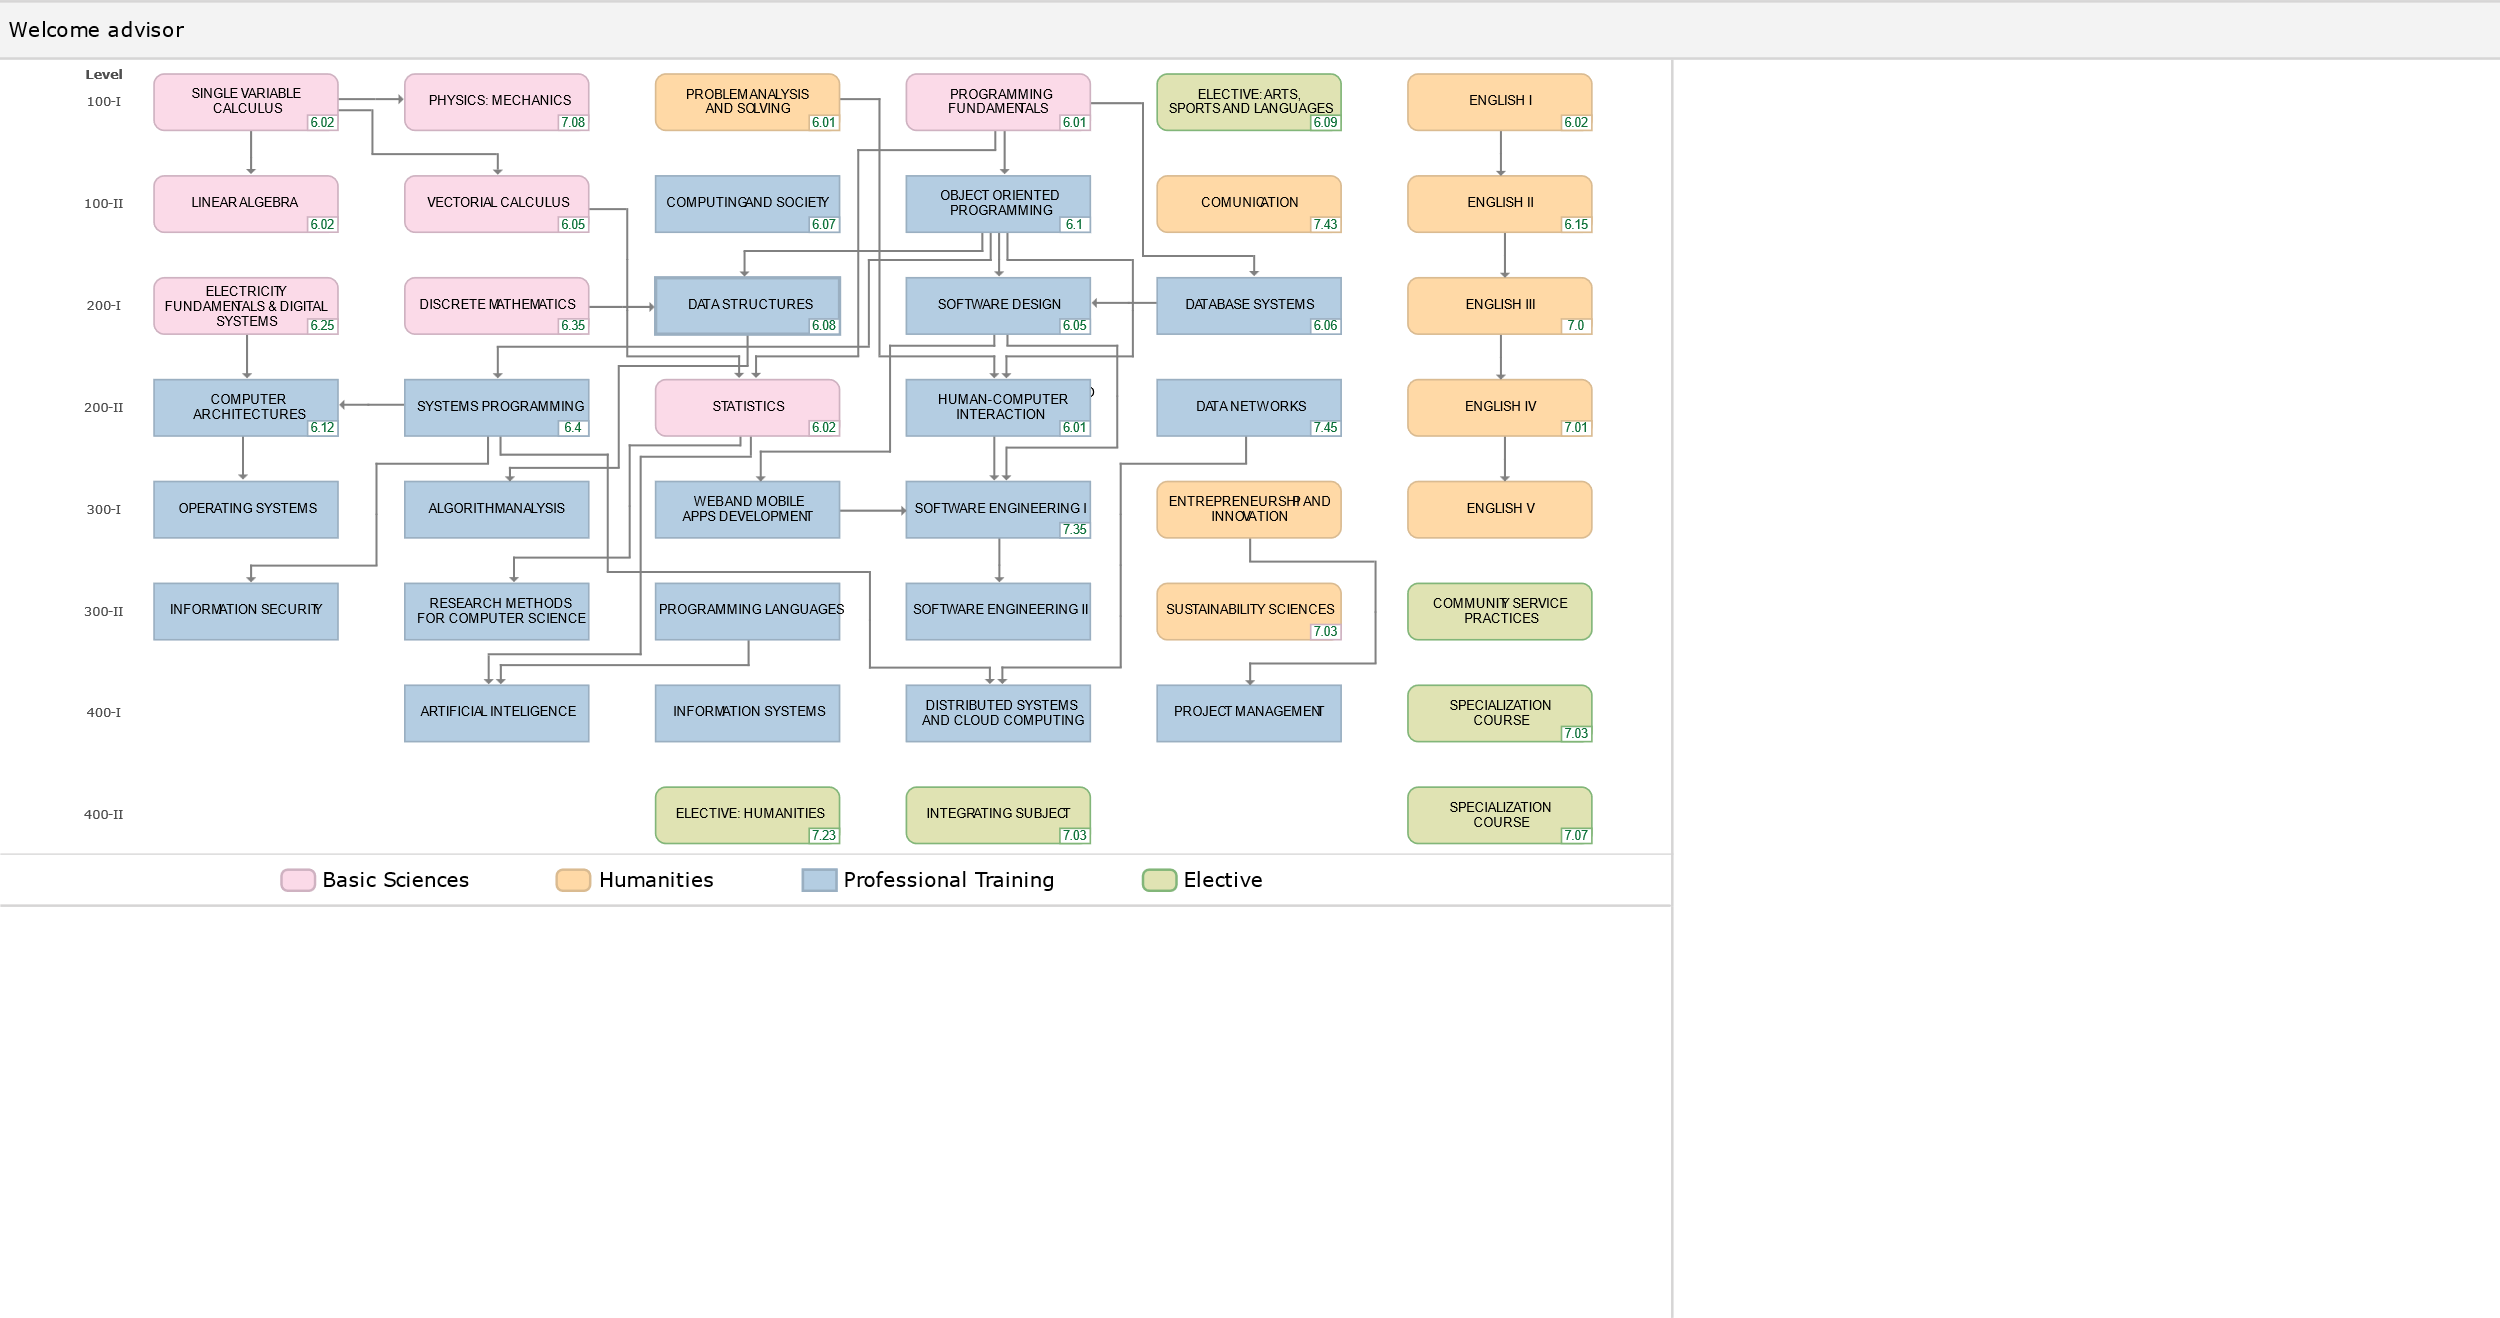 Welcome advisor
Level
100-I
SINGLE VARIABLE
CALCULUS
6.02
PHYSICS: MECHANICS
7.08
PROBLEM ANALYSIS
AND SOLVING
6.01
PROGRAMMING
FUNDAMENTALS
6.01
ELECTIVE: ARTS,
SPORTS AND LANGUAGES
6.09
ENGLISH I
6.02
100-II
LINEAR ALGEBRA
6.02
VECTORIAL CALCULUS
6.05
COMPUTING AND SOCIETY
6.07
OBJECT ORIENTED
PROGRAMMING
6.1
COMUNICATION
7.43
ENGLISH II
6.15
200-I
ELECTRICITY
FUNDAMENTALS & DIGITAL
SYSTEMS
6.25
DISCRETE MATHEMATICS
6.35
DATA STRUCTURES
6.08
SOFTWARE DESIGN
6.05
DATABASE SYSTEMS
6.06
ENGLISH III
7.0
200-II
COMPUTER
ARCHITECTURES
6.12
SYSTEMS PROGRAMMING
6.4
STATISTICS
6.02
HUMAN-COMPUTER
INTERACTION
6.01
DATA NETWORKS
7.45
ENGLISH IV
7.01
300-I
OPERATING SYSTEMS
ALGORITHM ANALYSIS
WEB AND MOBILE
APPS DEVELOPMENT
SOFTWARE ENGINEERING I
7.35
ENTREPRENEURSHIP AND
INNOVATION
ENGLISH V
300-II
INFORMATION SECURITY
RESEARCH METHODS
FOR COMPUTER SCIENCE
PROGRAMMING LANGUAGES
SOFTWARE ENGINEERING II
SUSTAINABILITY SCIENCES
7.03
COMMUNITY SERVICE
PRACTICES
400-I
ARTIFICIAL INTELIGENCE
INFORMATION SYSTEMS
DISTRIBUTED SYSTEMS
AND CLOUD COMPUTING
PROJECT MANAGEMENT
SPECIALIZATION
COURSE
7.03
400-II
ELECTIVE: HUMANITIES
7.23
INTEGRATING SUBJECT
7.03
SPECIALIZATION
COURSE
7.07
Basic Sciences
Humanities
Professional Training
Elective